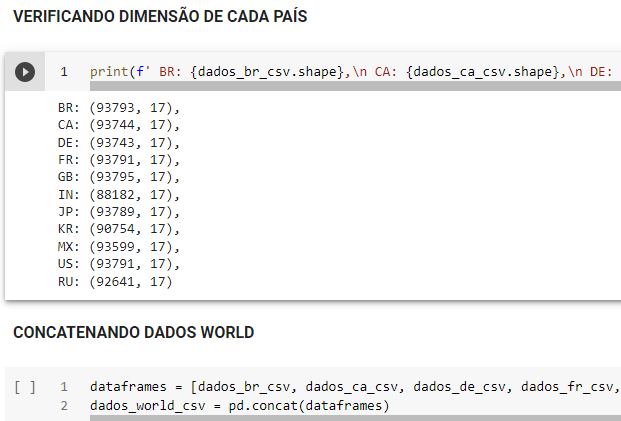 VERIFICANDO DIMENSÃO DE CADA PAÍS
1 print(f' BR: {dados_br_csv.shape},\n CA: {dados_ca_csv.shape},\n DE:
BR: (93793, 17),
CA: (93744, 17),
DE: (93743, 17),
FR: (93791, 17),
GB: (93795, 17),
IN: (88182, 17),
JP: (93789, 17),
KR: (90754, 17),
MX: (93599, 17),
US: (93791, 17),
RU: (92641, 17)
CONCATENANDO DADOS WORLD
[ ] 1 dataframes = [dados_br_csv, dados_ca_csv, dados_de_csv, dados_fr_csv,
2 dados_world_csv = pd.concat(dataframes)